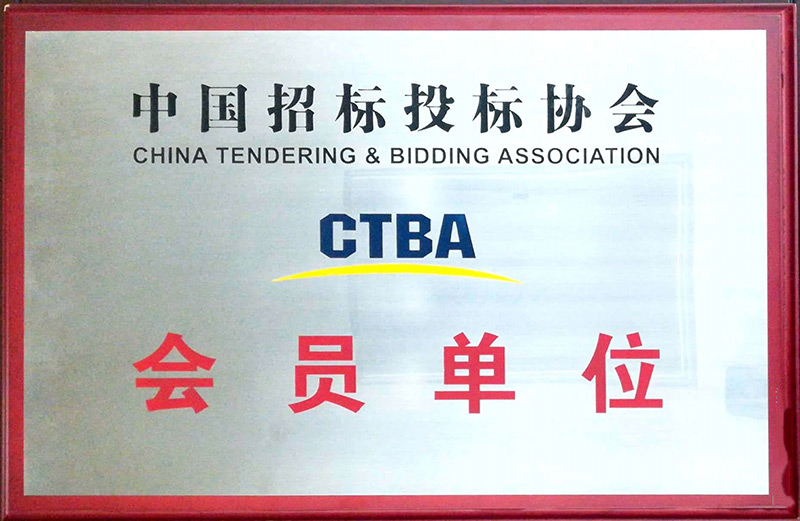 中国招标投标协会
CHINA TENDERING & BIDDING ASSOCIATION
CTBA
会员单位